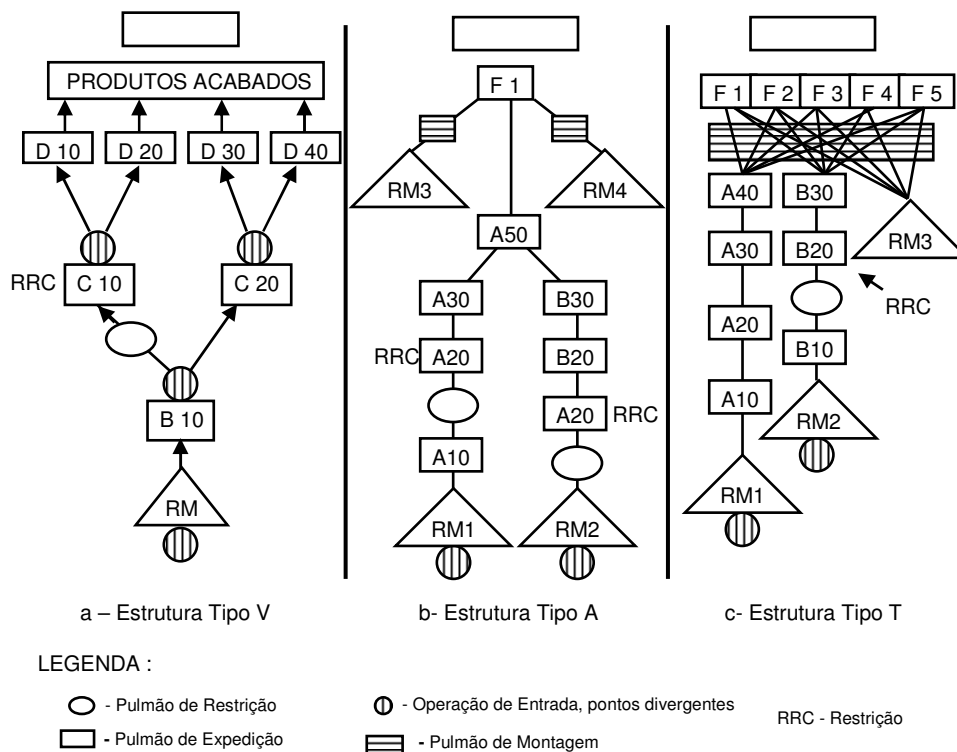 PRODUTOS ACABADOS
D 10 D 20 D 30 D 40
RRC C 10 C 20
B 10
RM
a – Estrutura Tipo V
F 1
RM3 RM4
A50
A30 B30
RRC A20 B20
A20 RRC
A10
RM1 RM2
b- Estrutura Tipo A
F 1 F 2 F 3 F 4 F 5
A40 B30
RM3
A30 B20
RRC
A20 B10
A10
RM2
RM1
c- Estrutura Tipo T
LEGENDA :
- Pulmão de Restrição
- Operação de Entrada, pontos divergentes
RRC - Restrição
- Pulmão de Expedição
- Pulmão de Montagem